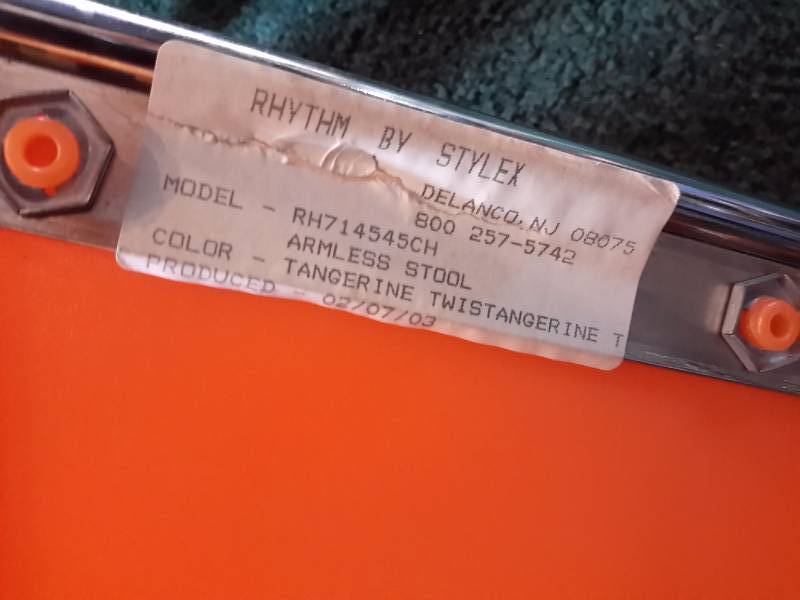 RHYTHM BY STYLEX
DELANCO, NJ 08075
800 257-5742
MODEL - RH714545CH
ARMLESS STOOL
COLOR - TANGERINE TWISTANGERINE T
PRODUCED - 02/07/03